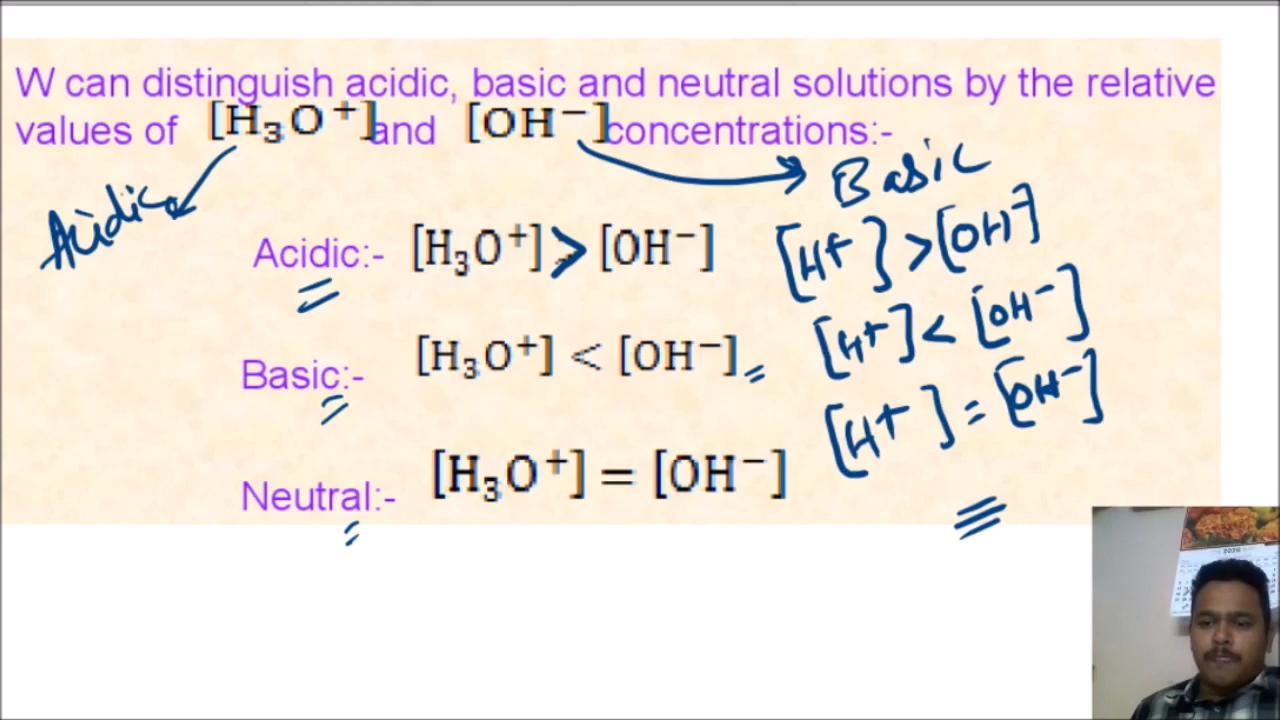 W can distinguish acidic, basic and neutral solutions by the relative
values of [H₃O⁺] and [OH⁻] concentrations:-
Acidic
Basic
Acidic:- [H₃O⁺] > [OH⁻]
[H⁺] > [OH⁻]
Basic:- [H₃O⁺] < [OH⁻]
[H⁺] < [OH⁻]
Neutral:- [H₃O⁺] = [OH⁻]
[H⁺] = [OH⁻]
2020